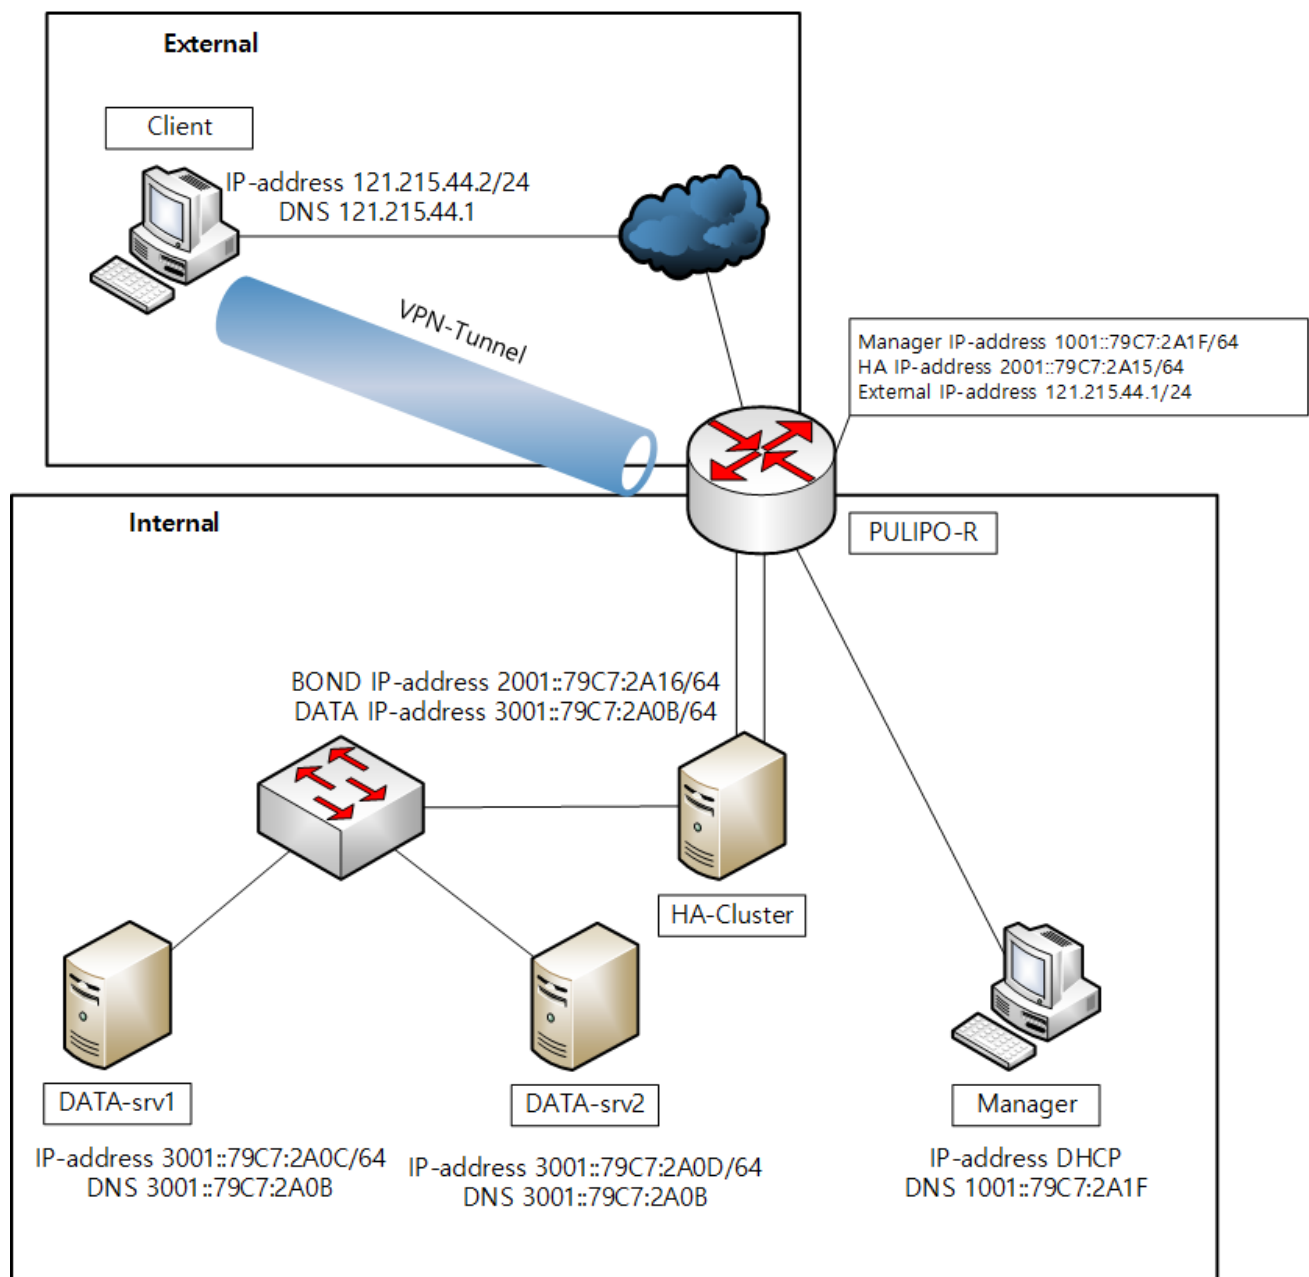 External
Client
IP-address 121.215.44.2/24
DNS 121.215.44.1
VPN-Tunnel
Manager IP-address 1001::79C7:2A1F/64
HA IP-address 2001::79C7:2A15/64
External IP-address 121.215.44.1/24
Internal
PULIPO-R
BOND IP-address 2001::79C7:2A16/64
DATA IP-address 3001::79C7:2A0B/64
HA-Cluster
DATA-srv1
DATA-srv2
Manager
IP-address 3001::79C7:2A0C/64
DNS 3001::79C7:2A0B
IP-address 3001::79C7:2A0D/64
DNS 3001::79C7:2A0B
IP-address DHCP
DNS 1001::79C7:2A1F